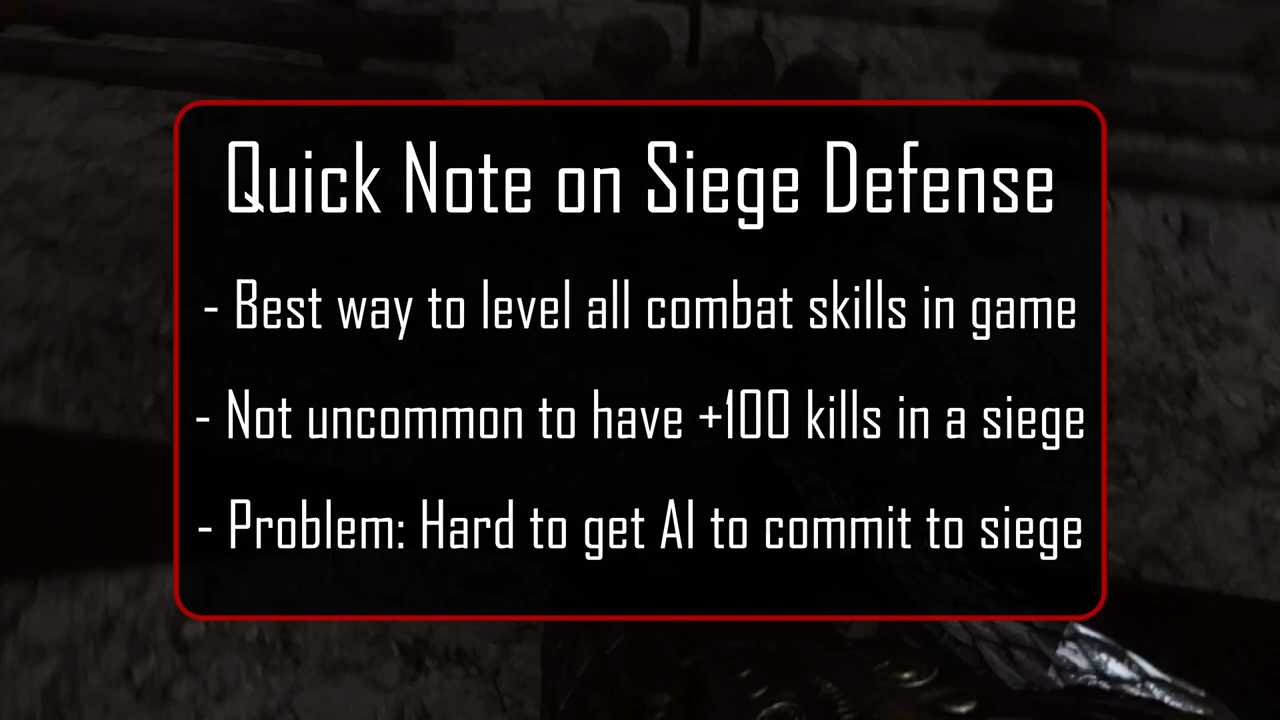 Quick Note on Siege Defense
- Best way to level all combat skills in game
- Not uncommon to have +100 kills in a siege
- Problem: Hard to get AI to commit to siege